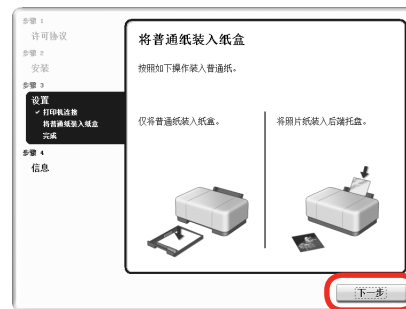 步骤 1
许可协议
步骤 2
安装
步骤 3
设置
打印机连接
将普通纸装入纸盒
完成
步骤 4
信息
将普通纸装入纸盒
按照如下操作装入普通纸。
仅将普通纸装入纸盒。
将照片纸装入后端托盘。
下一步